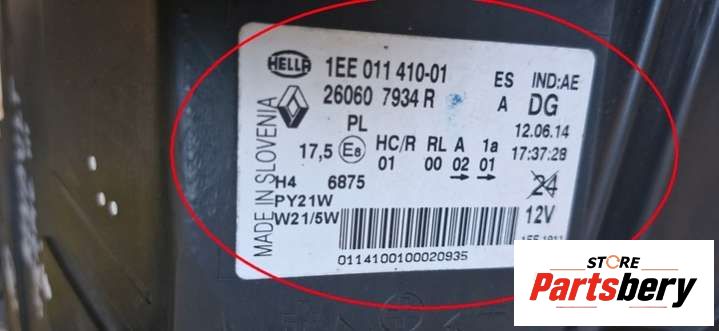 HELLA
1EE 011 410-01
ES IND:AE
26060 7934 R
A DG
PL
12.06.14
17,5 E8 HC/R RL A 1a
17:37:28
01 00 02 01
H4 6875
24
PY21W
W21/5W
12V
MADE IN SLOVENIA
0114100100020935
STORE
Partsbery